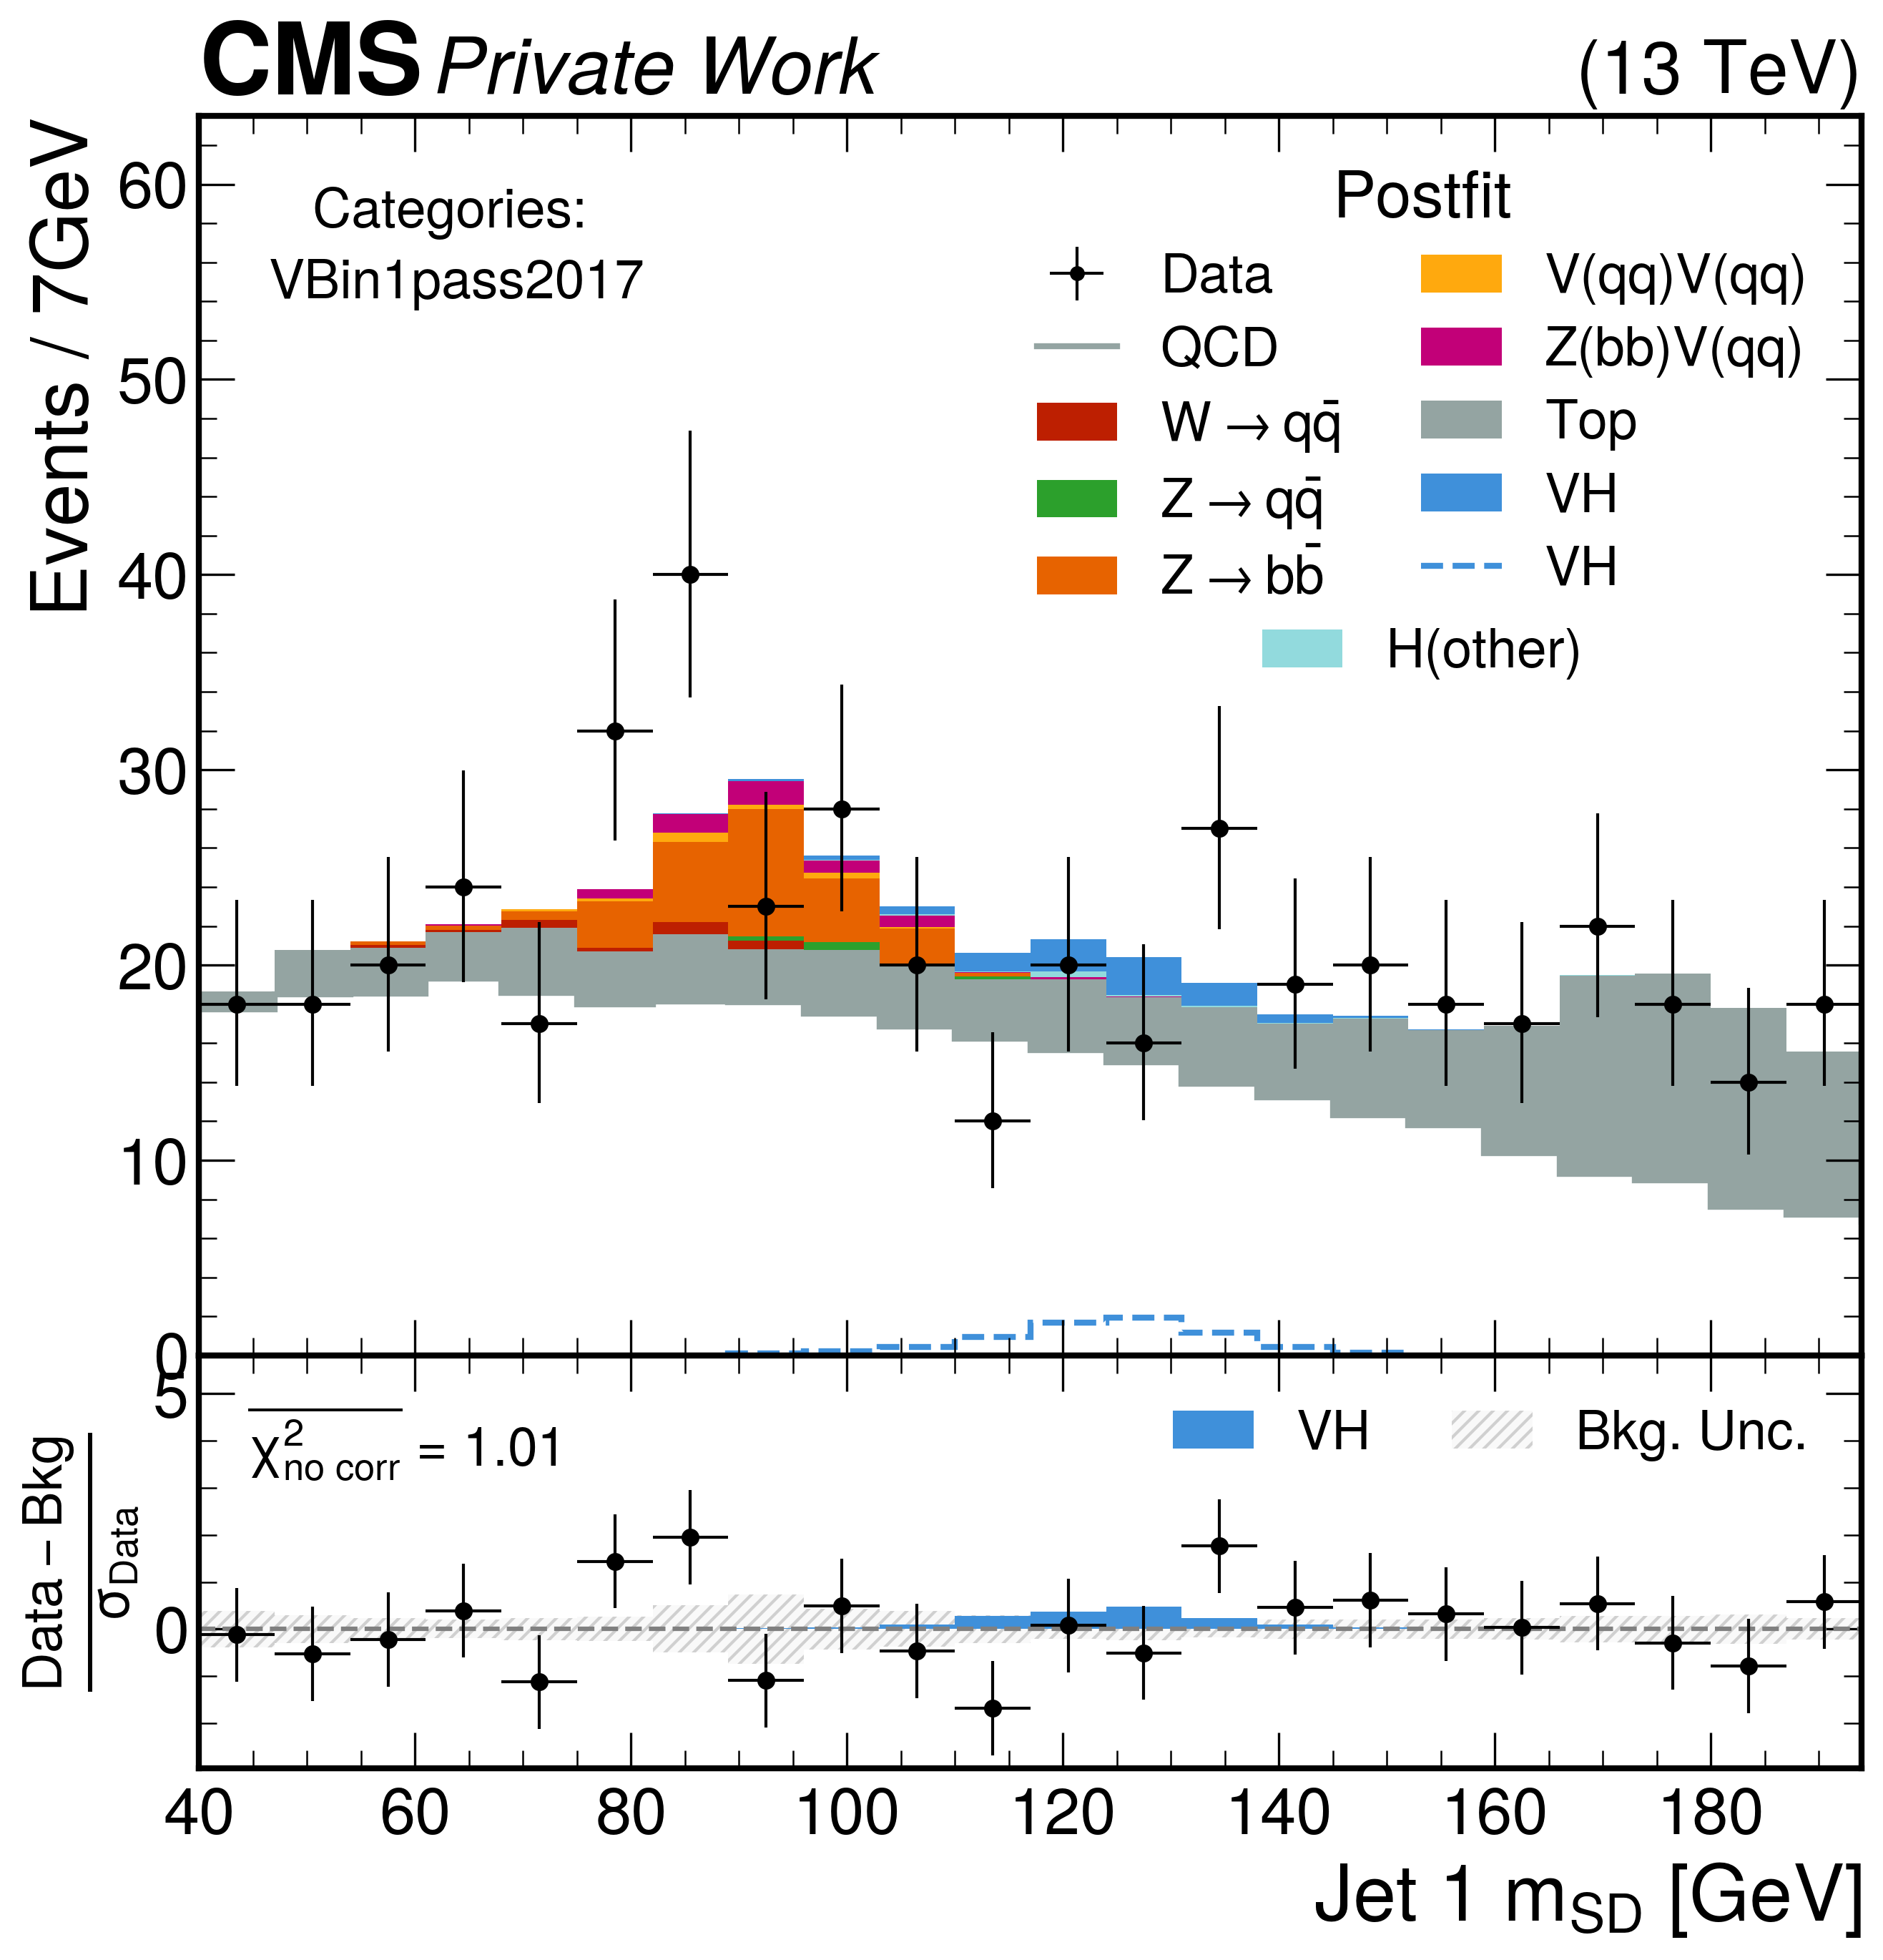 CMS Private Work (13 TeV)
Events / 7GeV
60
50
40
30
20
10
0
Categories:
VBin1pass2017
Postfit
Data
QCD
W → qq̄
Z → qq̄
Z → bb̄
V(qq)V(qq)
Z(bb)V(qq)
Top
VH
VH
H(other)
Data − Bkg
σData
5
0
χ²no corr = 1.01
VH
Bkg. Unc.
40 60 80 100 120 140 160 180
Jet 1 mSD [GeV]